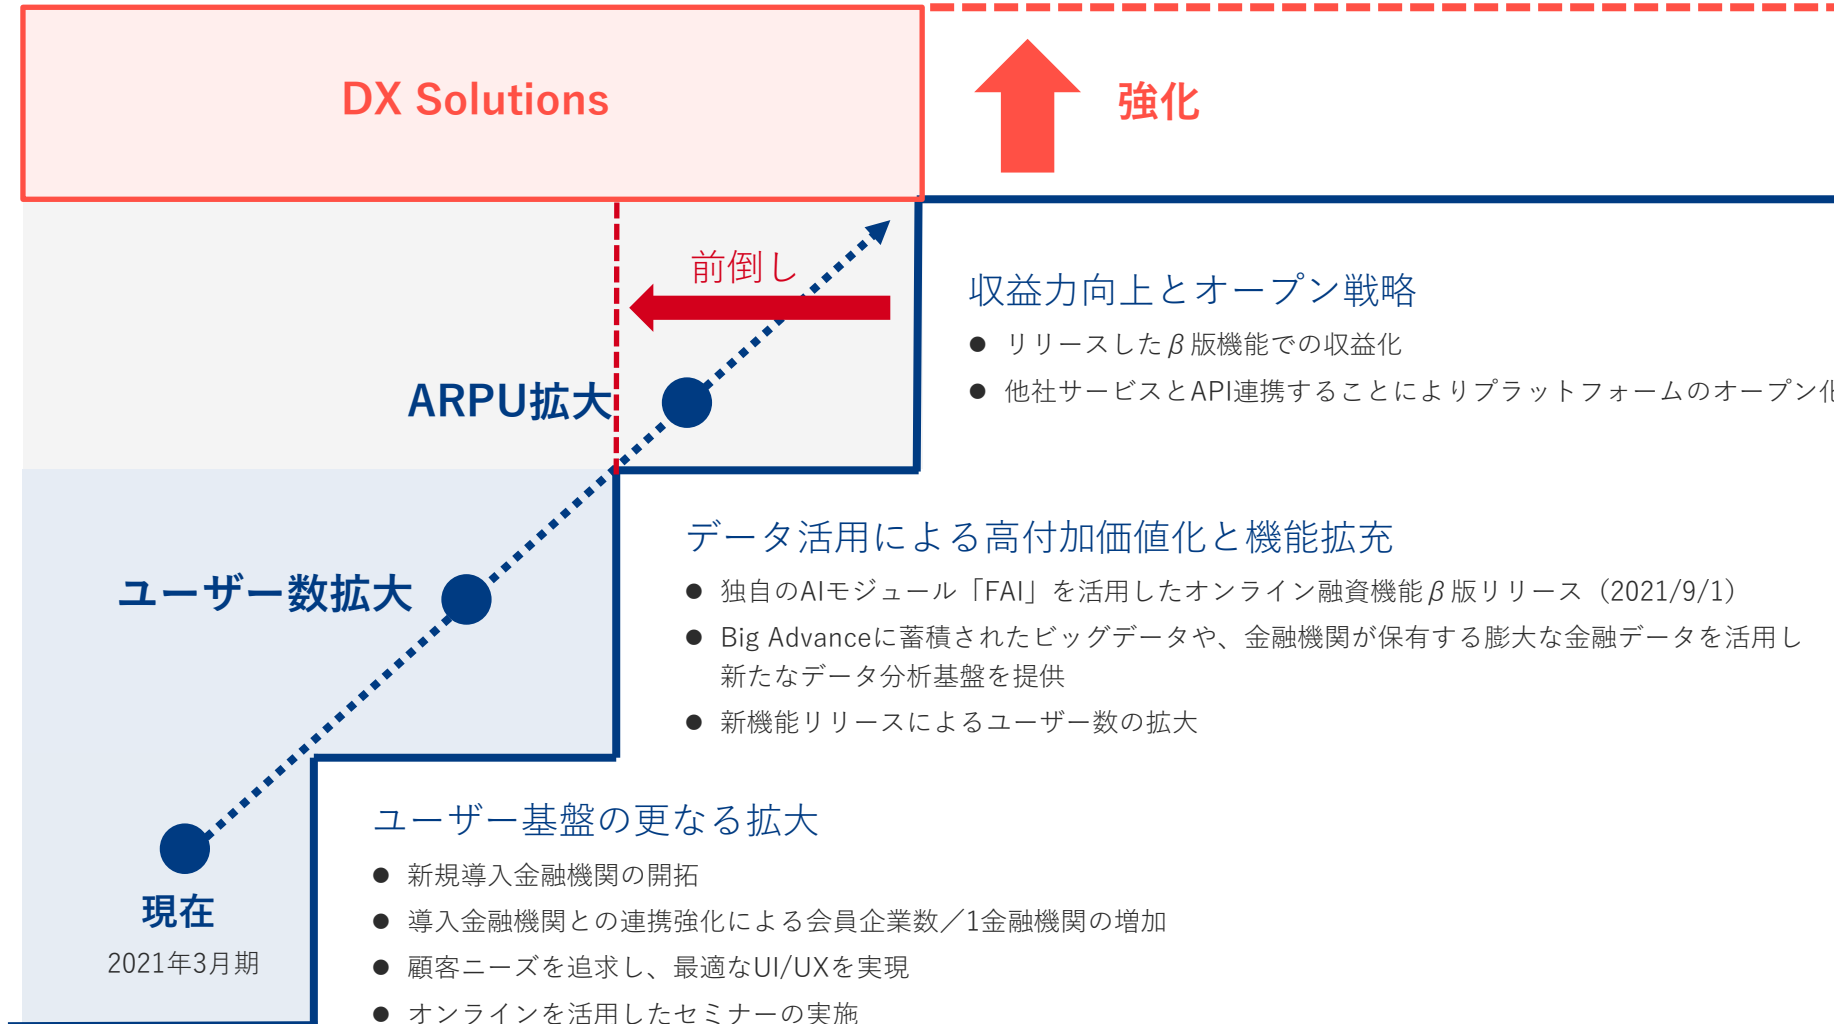 DX Solutions
強化
前倒し
収益力向上とオープン戦略
● リリースしたβ版機能での収益化
● 他社サービスとAPI連携することによりプラットフォームのオープン化
ARPU拡大
データ活用による高付加価値化と機能拡充
● 独自のAIモジュール「FAI」を活用したオンライン融資機能β版リリース（2021/9/1）
● Big Advanceに蓄積されたビッグデータや、金融機関が保有する膨大な金融データを活用し
新たなデータ分析基盤を提供
● 新機能リリースによるユーザー数の拡大
ユーザー数拡大
ユーザー基盤の更なる拡大
● 新規導入金融機関の開拓
● 導入金融機関との連携強化による会員企業数／1金融機関の増加
● 顧客ニーズを追求し、最適なUI/UXを実現
● オンラインを活用したセミナーの実施
現在
2021年3月期